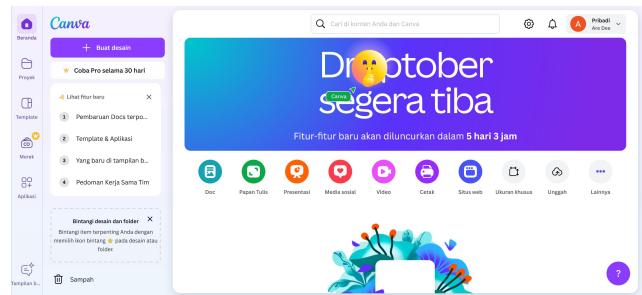 Beranda
Proyek
Template
Merek
Aplikasi
Tampilan b...
Canva
+ Buat desain
Coba Pro selama 30 hari
Lihat fitur baru
1 Pembaruan Docs terpo...
2 Template & Aplikasi
3 Yang baru di tampilan b...
4 Pedoman Kerja Sama Tim
Bintangi desain dan folder
Bintangi item terpenting Anda dengan
memilih ikon bintang pada desain atau
folder.
Sampah
Cari di konten Anda dan Canva
A
Pribadi
Are Dee
Droptober
Canva
segera tiba
Fitur-fitur baru akan diluncurkan dalam 5 hari 3 jam
Doc
Papan Tulis
Presentasi
Media sosial
Video
Cetak
Situs web
Ukuran khusus
Unggah
Lainnya
?